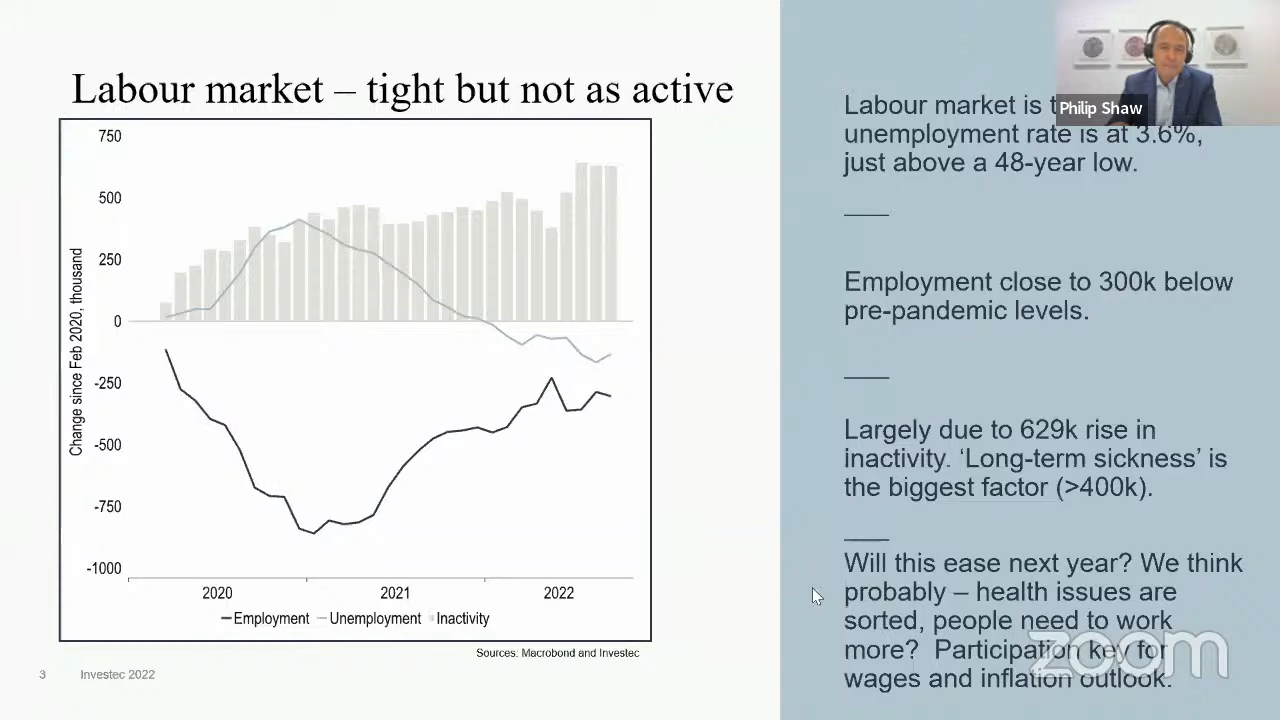 Labour market – tight but not as active
750
500
250
0
-250
-500
-750
-1000
Change since Feb 2020, thousand
2020 2021 2022
Employment Unemployment Inactivity
Sources: Macrobond and Investec
3 Investec 2022
Philip Shaw
Labour market is
unemployment rate is at 3.6%,
just above a 48-year low.
Employment close to 300k below
pre-pandemic levels.
Largely due to 629k rise in
inactivity. ‘Long-term sickness’ is
the biggest factor (>400k).
Will this ease next year? We think
probably – health issues are
sorted, people need to work
more? Participation key for
wages and inflation outlook.
zoom